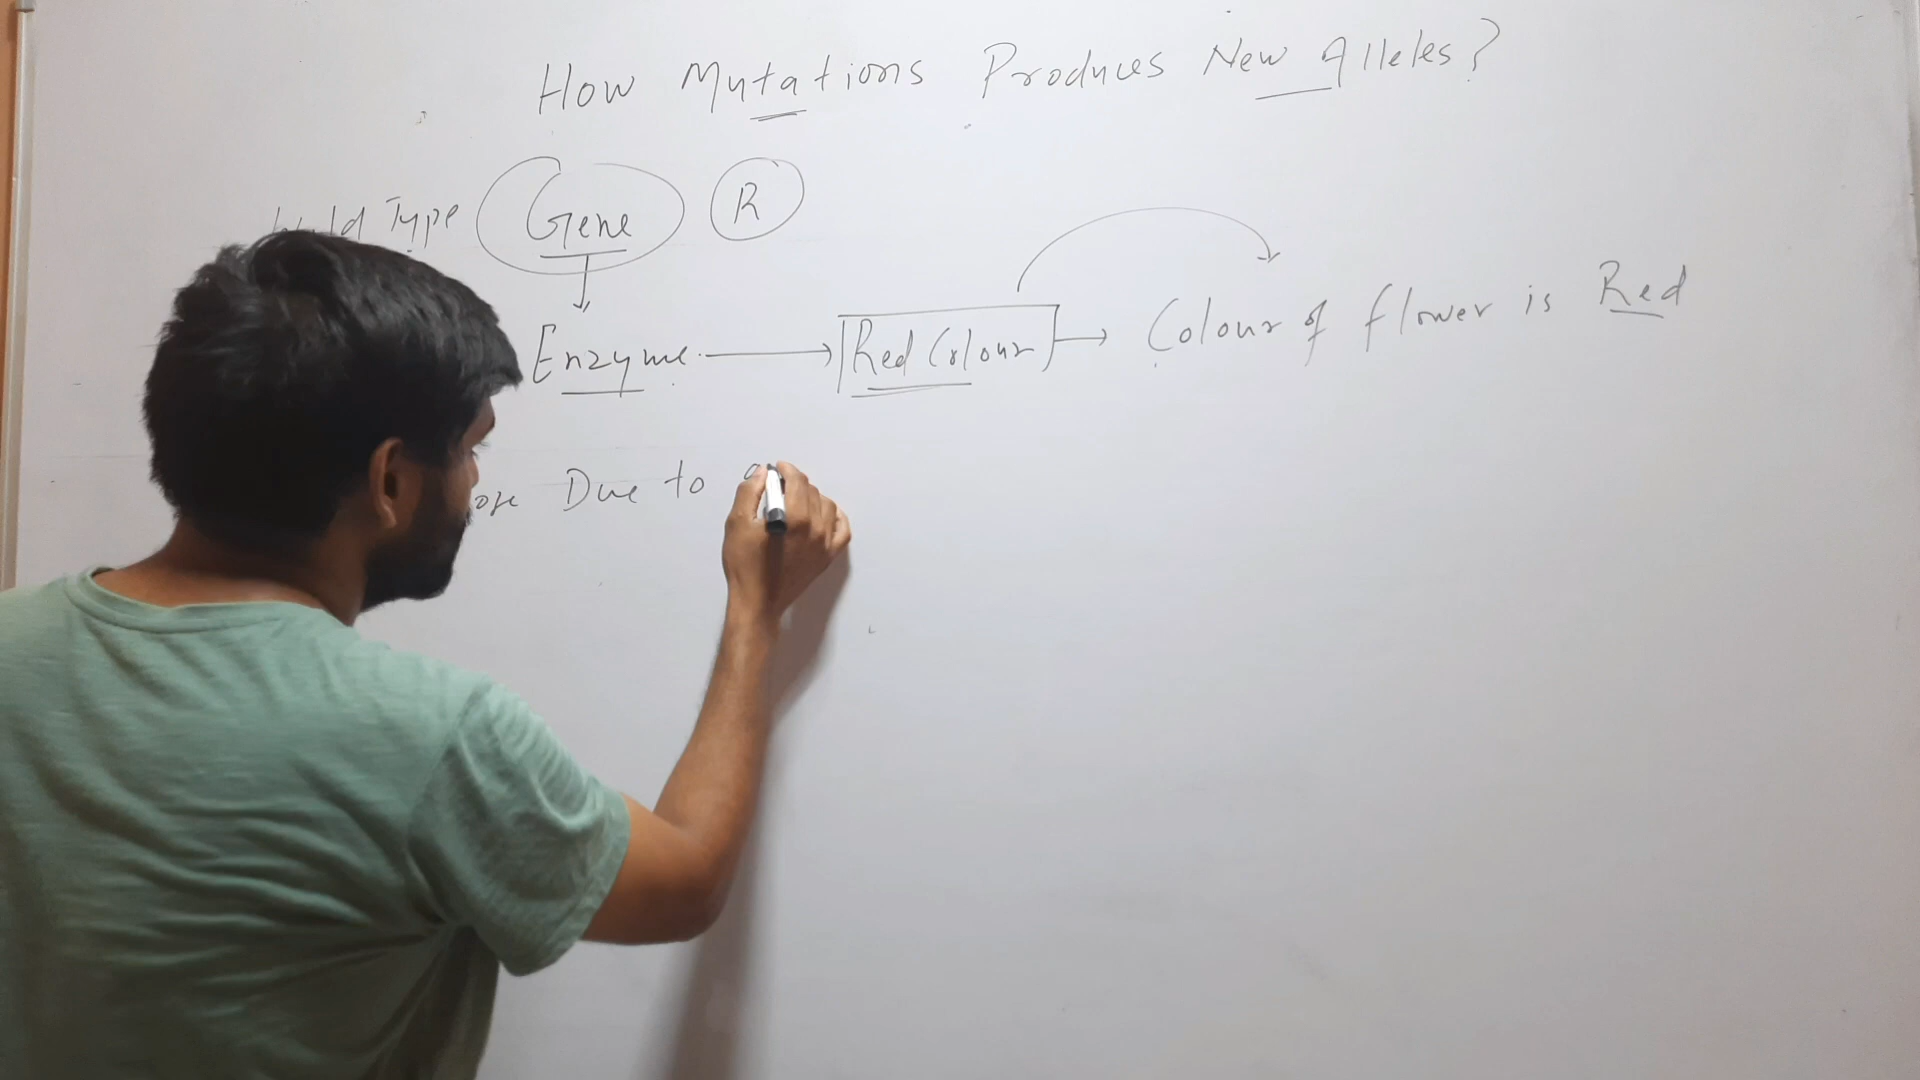 How Mutations Produces New Alleles?
Wild Type Gene R
Enzyme Red Colour Colour of flower is Red
Due to